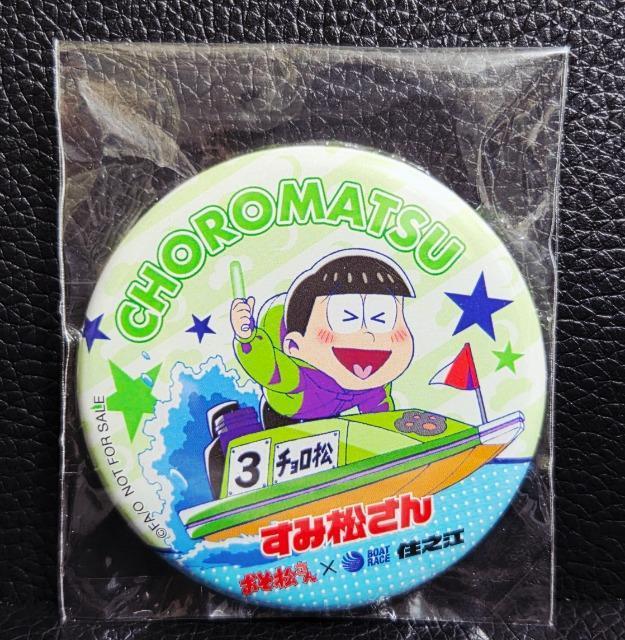 CHOROMATSU
3 チョロ松
すみ松さん
おそ松さん × BOAT RACE 住之江
©FA/O NOT FOR SALE